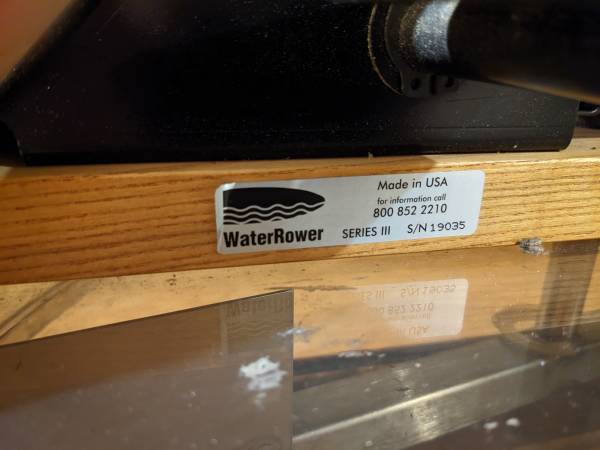 Made in USA
for information call
800 852 2210
WaterRower SERIES III S/N 19035